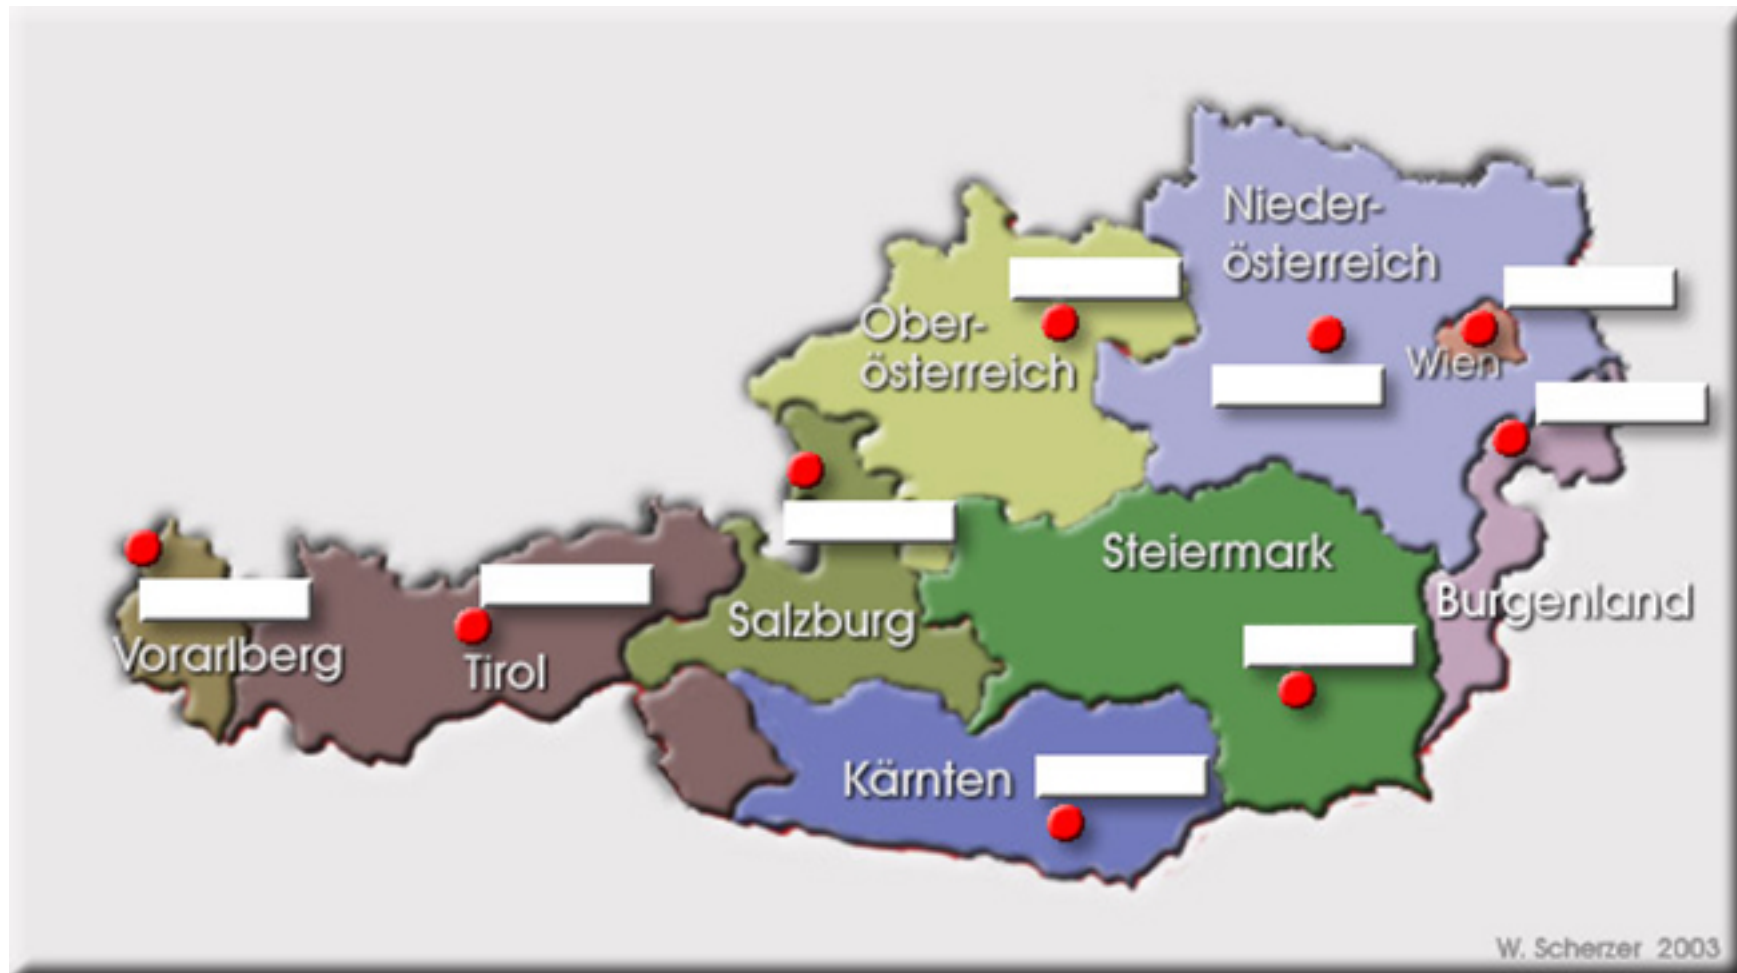 Nieder-
österreich
Ober-
österreich
Wien
Steiermark
Burgenland
Salzburg
Vorarlberg
Tirol
Kärnten
W. Scherzer 2003